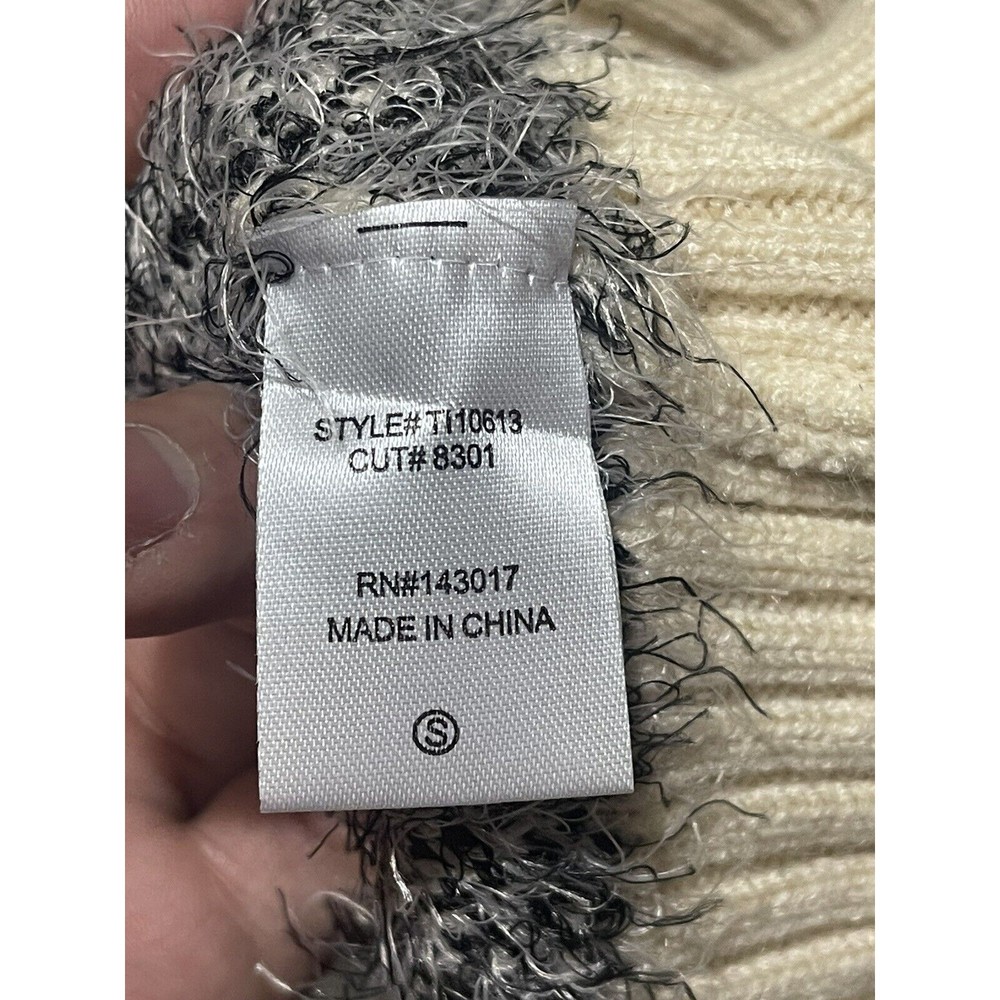 STYLE# TI10613
CUT# 8301
RN#143017
MADE IN CHINA
S